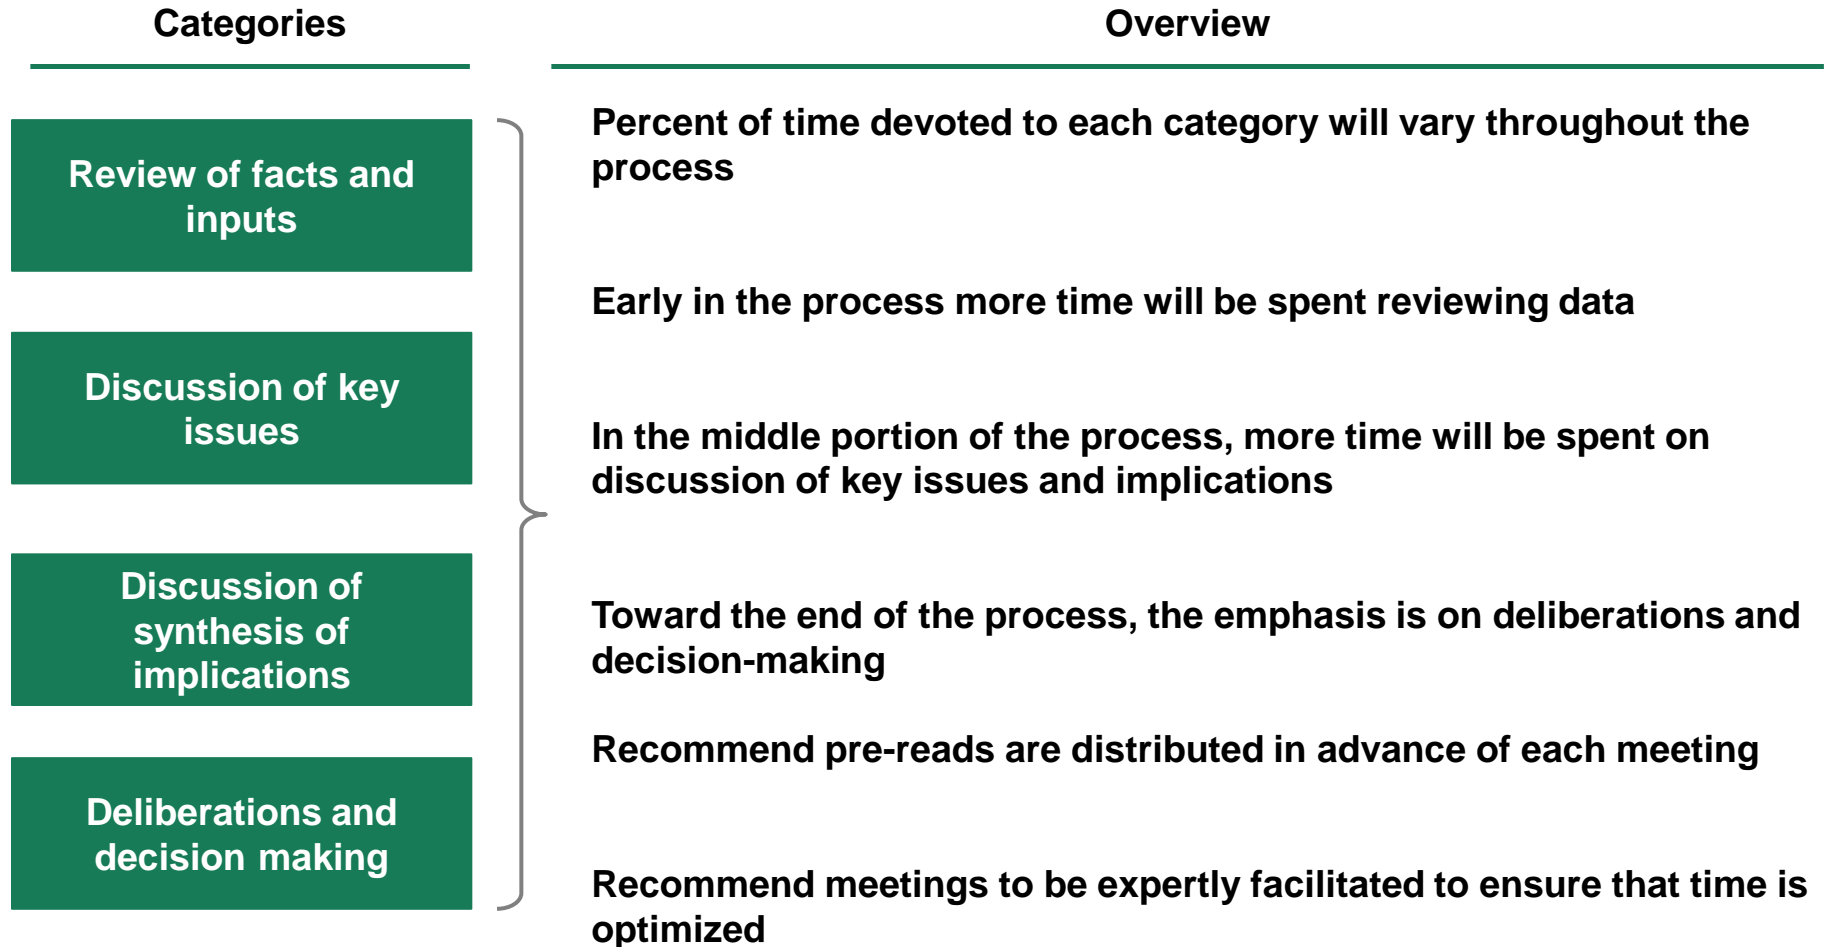 Categories
Overview
Review of facts and
inputs
Discussion of key
issues
Discussion of
synthesis of
implications
Deliberations and
decision making
Percent of time devoted to each category will vary throughout the
process
Early in the process more time will be spent reviewing data
In the middle portion of the process, more time will be spent on
discussion of key issues and implications
Toward the end of the process, the emphasis is on deliberations and
decision-making
Recommend pre-reads are distributed in advance of each meeting
Recommend meetings to be expertly facilitated to ensure that time is
optimized